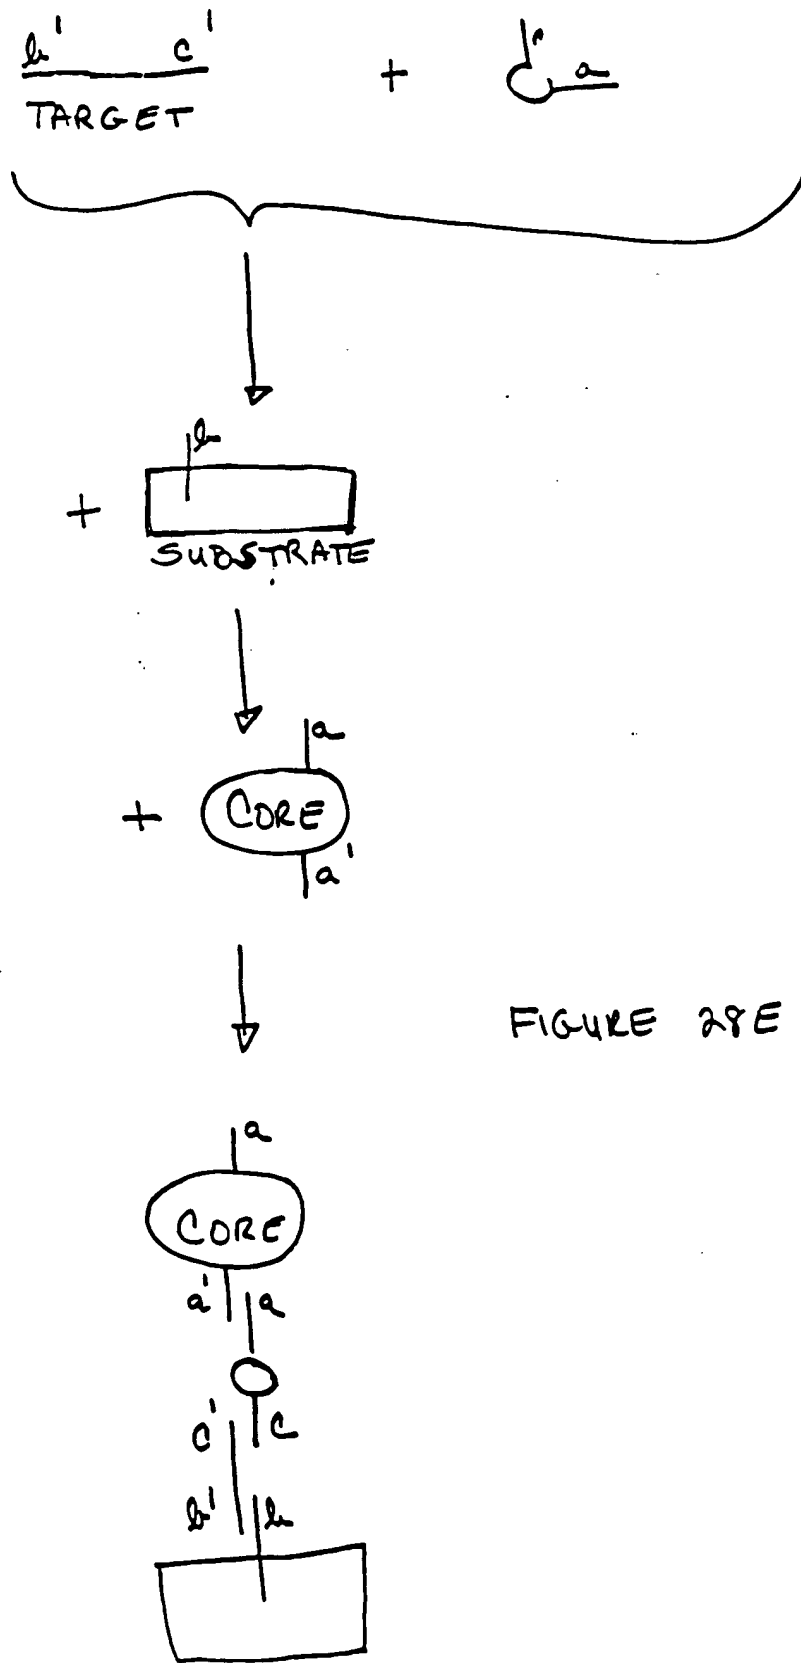 b' c' + c a
TARGET
b
+
SUBSTRATE
a
+ CORE
a'
FIGURE 28E
a
CORE
a' a
c' c
b' b